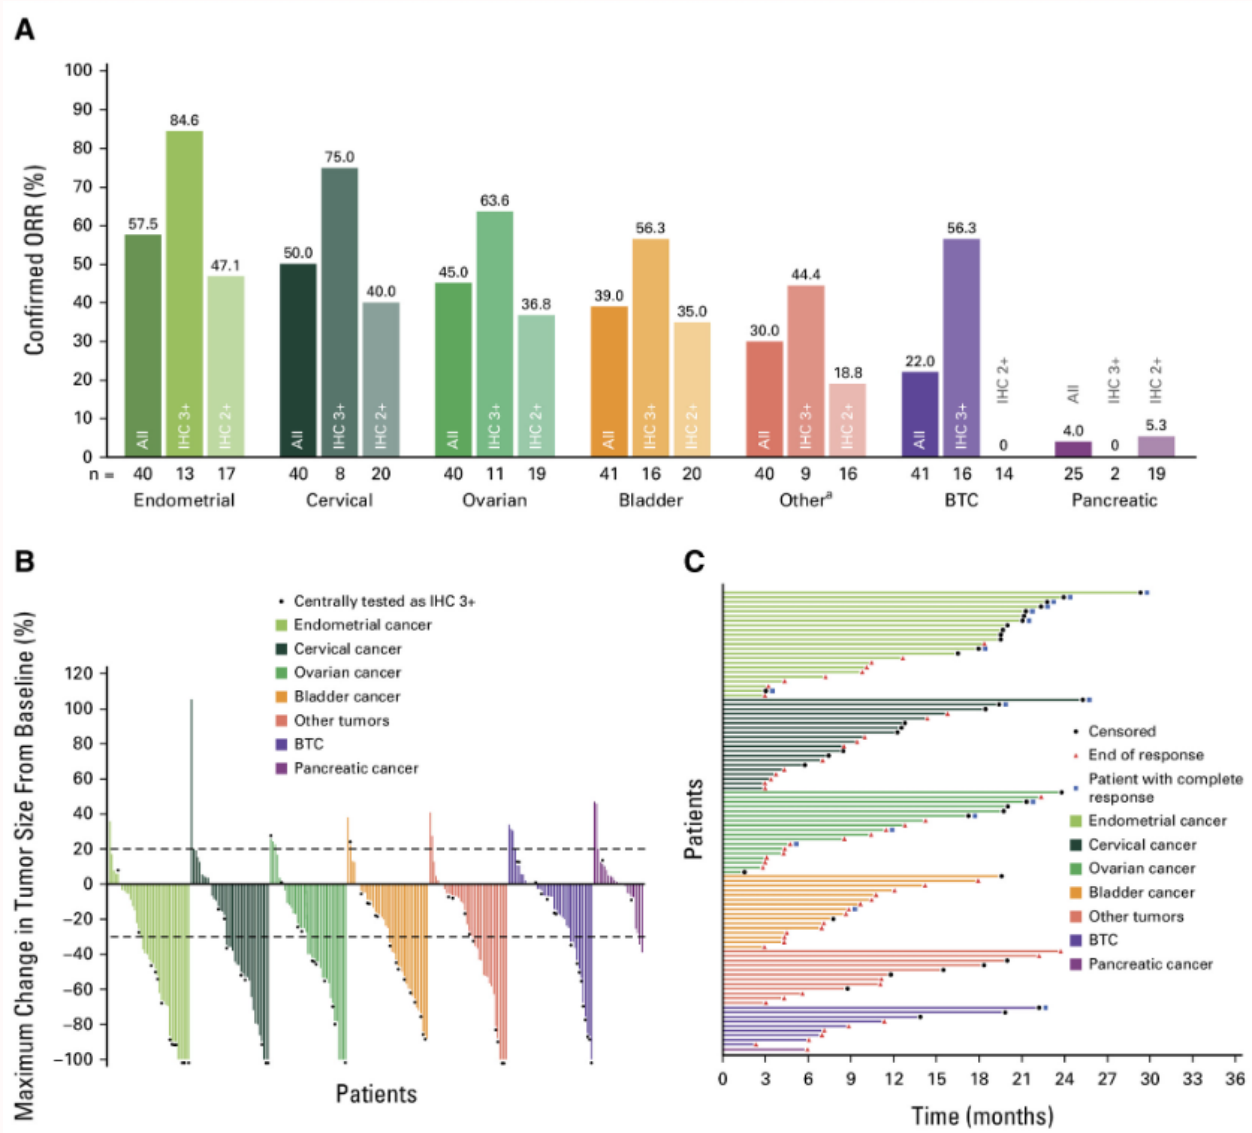 A
Confirmed ORR (%)
100
90
80
70
60
50
40
30
20
10
0
57.5 84.6 47.1
50.0 75.0 40.0
45.0 63.6 36.8
39.0 56.3 35.0
30.0 44.4 18.8
22.0 56.3 0
4.0 0 5.3
All IHC 3+ IHC 2+
All IHC 3+ IHC 2+
All IHC 3+ IHC 2+
All IHC 3+ IHC 2+
All IHC 3+ IHC 2+
All IHC 3+ IHC 2+
All IHC 3+ IHC 2+
n = 40 13 17 40 8 20 40 11 19 41 16 20 40 9 16 41 16 14 25 2 19
Endometrial Cervical Ovarian Bladder Otherᵃ BTC Pancreatic
B
Maximum Change in Tumor Size From Baseline (%)
120
100
80
60
40
20
0
−20
−40
−60
−80
−100
Centrally tested as IHC 3+
Endometrial cancer
Cervical cancer
Ovarian cancer
Bladder cancer
Other tumors
BTC
Pancreatic cancer
Patients
C
Patients
Censored
End of response
Patient with complete
response
Endometrial cancer
Cervical cancer
Ovarian cancer
Bladder cancer
Other tumors
BTC
Pancreatic cancer
0 3 6 9 12 15 18 21 24 27 30 33 36
Time (months)